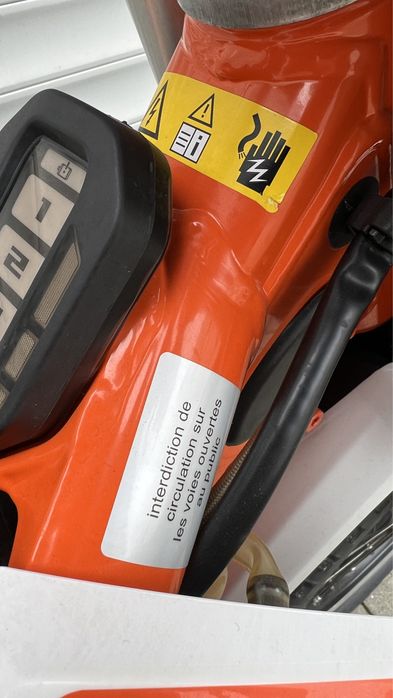 1
2
interdiction de
circulation sur
les voies ouvertes
au public